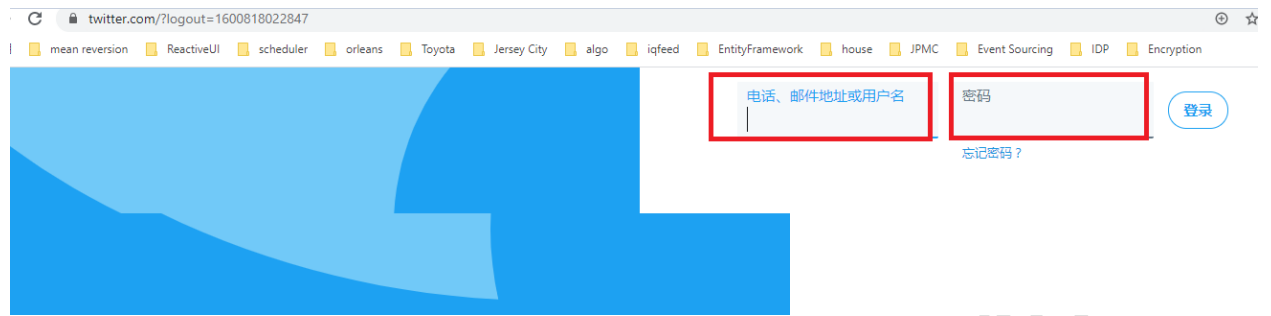 twitter.com/?logout=1600818022847
mean reversion ReactiveUI scheduler orleans Toyota Jersey City algo iqfeed EntityFramework house JPMC Event Sourcing IDP Encryption
电话、邮件地址或用户名 密码
登录
忘记密码？